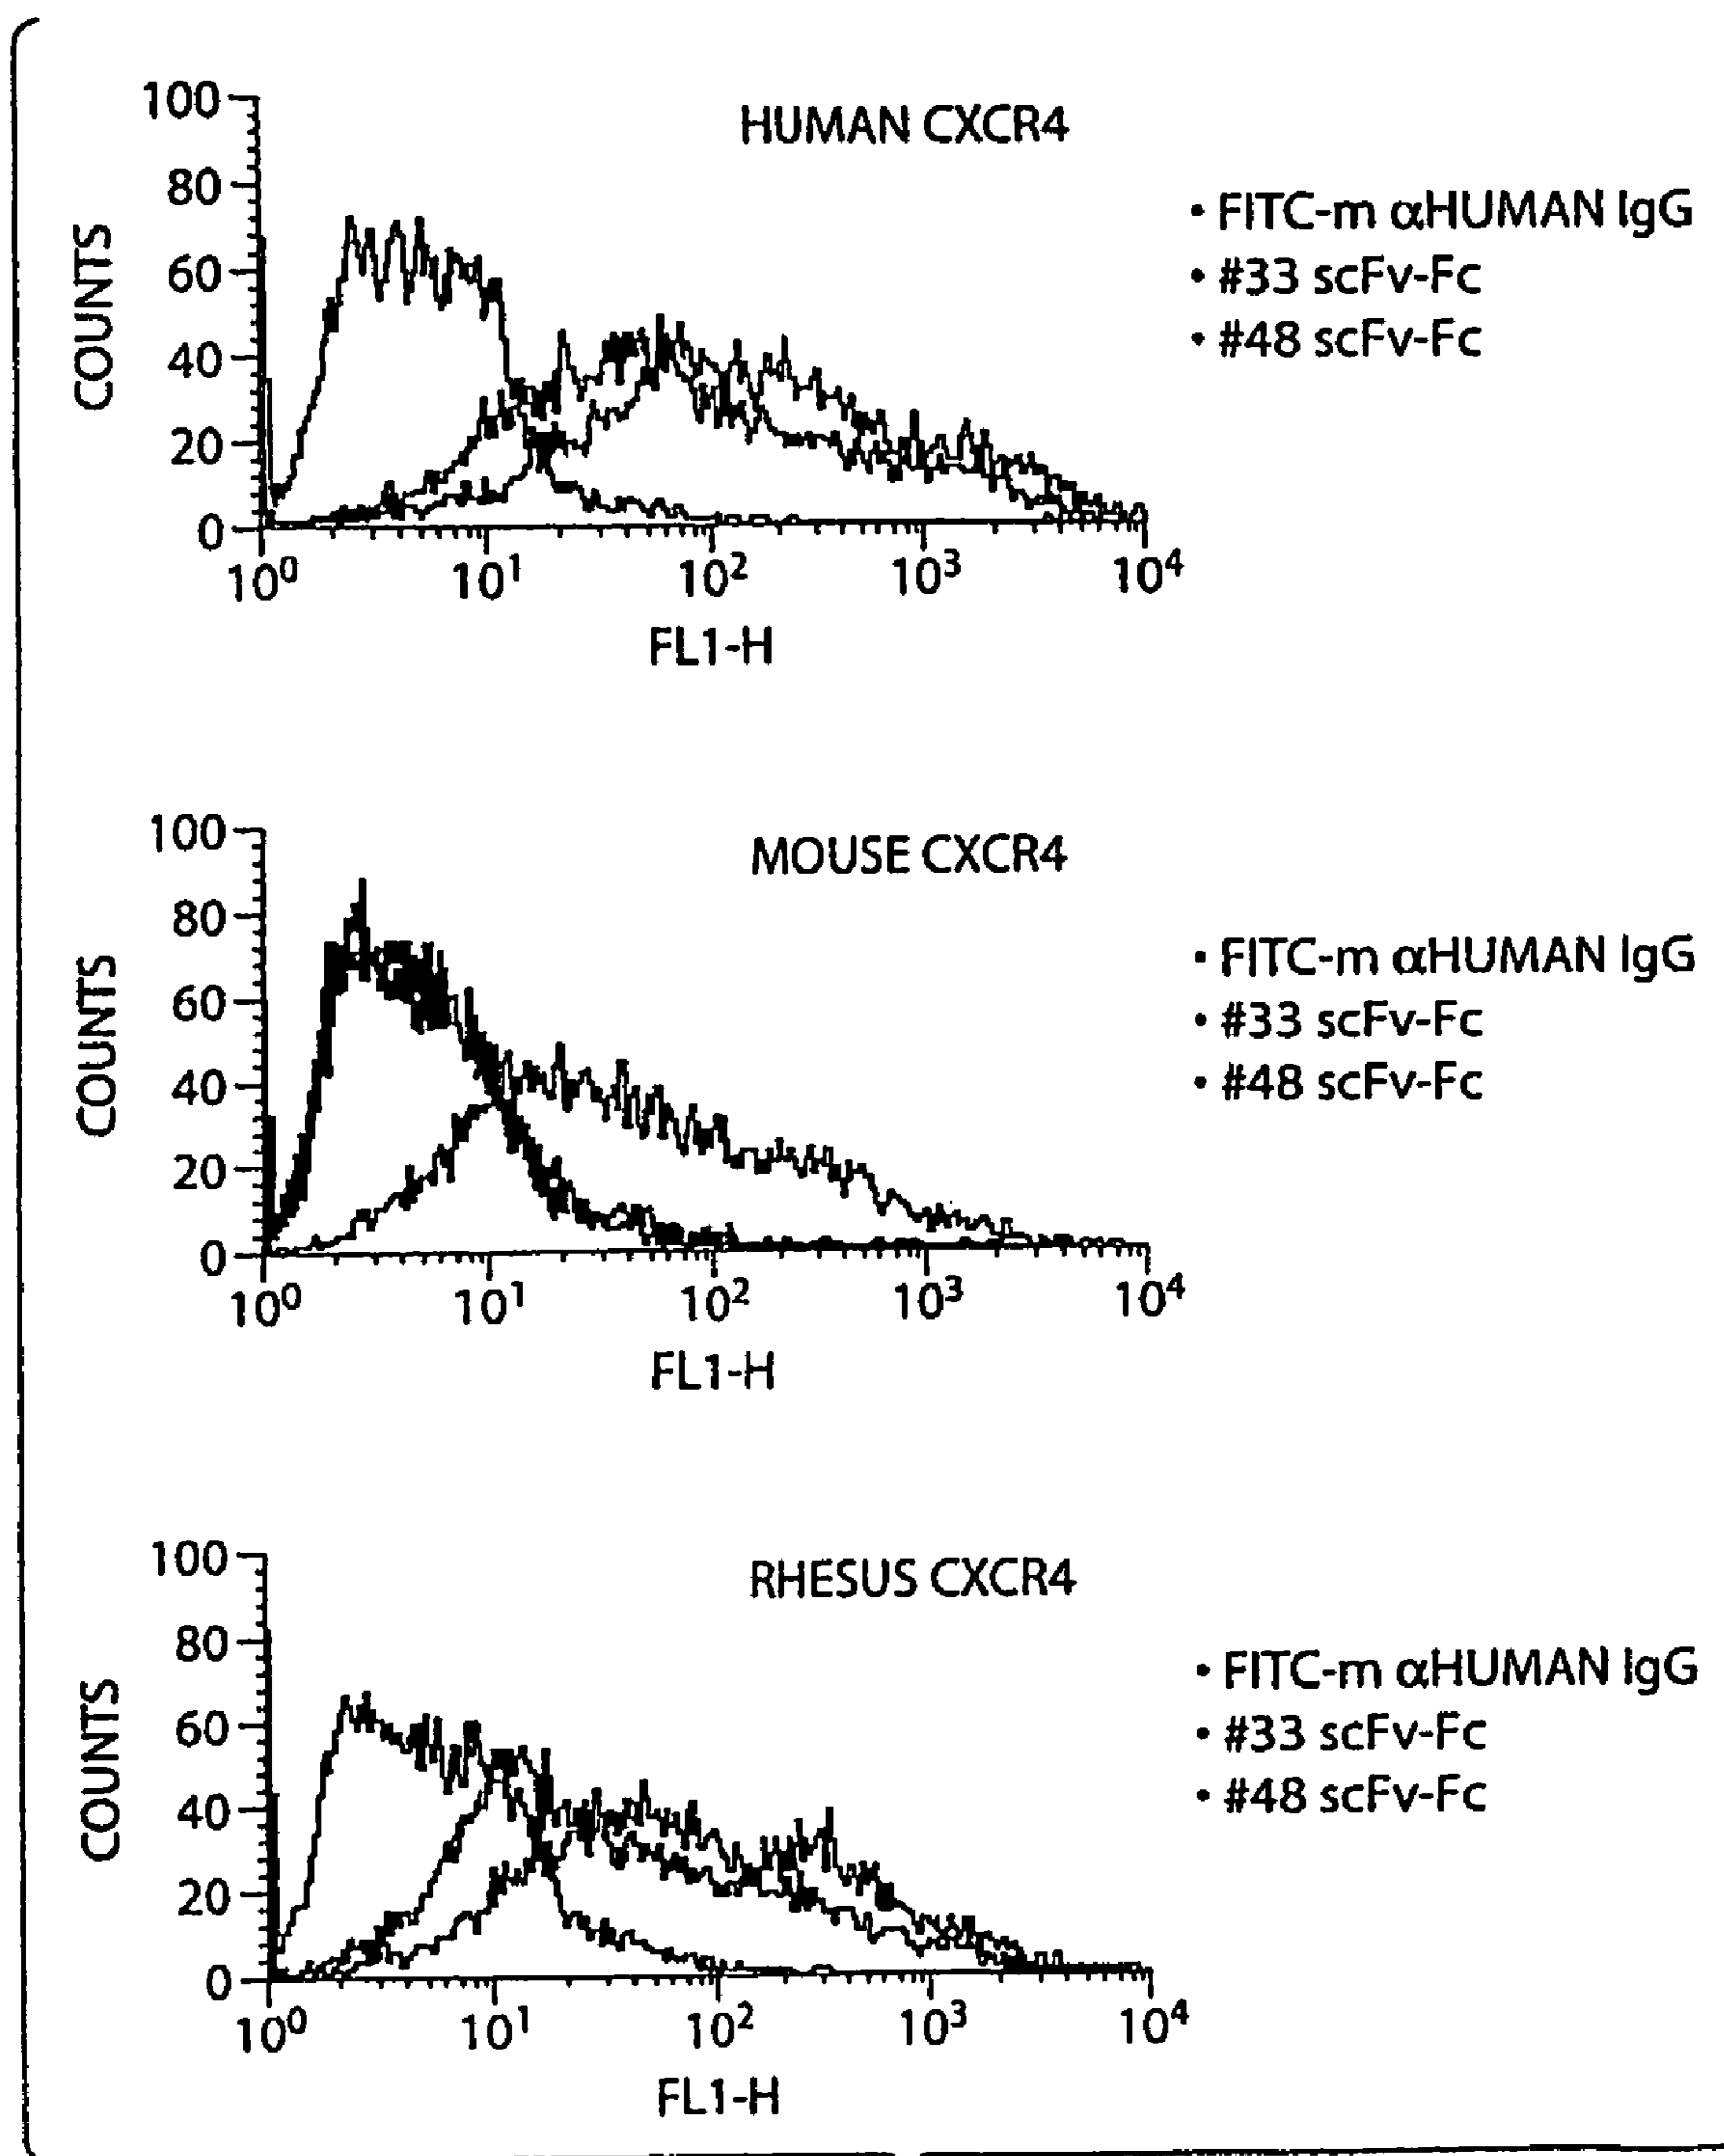 HUMAN CXCR4
100
80
60
40
20
0
COUNTS
10⁰ 10¹ 10² 10³ 10⁴
FL1-H
• FITC-m αHUMAN IgG
• #33 scFv-Fc
• #48 scFv-Fc
MOUSE CXCR4
100
80
60
40
20
0
COUNTS
10⁰ 10¹ 10² 10³ 10⁴
FL1-H
• FITC-m αHUMAN IgG
• #33 scFv-Fc
• #48 scFv-Fc
RHESUS CXCR4
100
80
60
40
20
0
COUNTS
10⁰ 10¹ 10² 10³ 10⁴
FL1-H
• FITC-m αHUMAN IgG
• #33 scFv-Fc
• #48 scFv-Fc